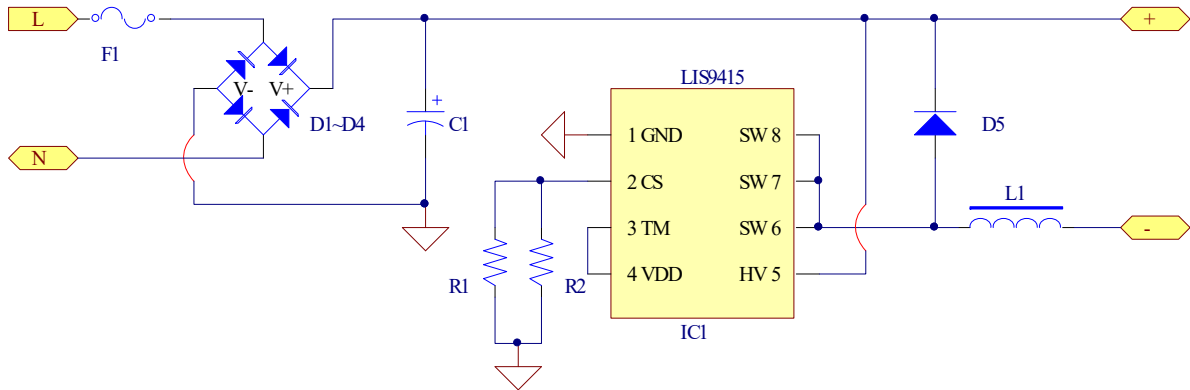 L
F1
V-
V+
D1~D4
N
+
C1
LIS9415
1 GND
2 CS
3 TM
4 VDD
SW 8
SW 7
SW 6
HV 5
IC1
R1
R2
D5
L1
+
-